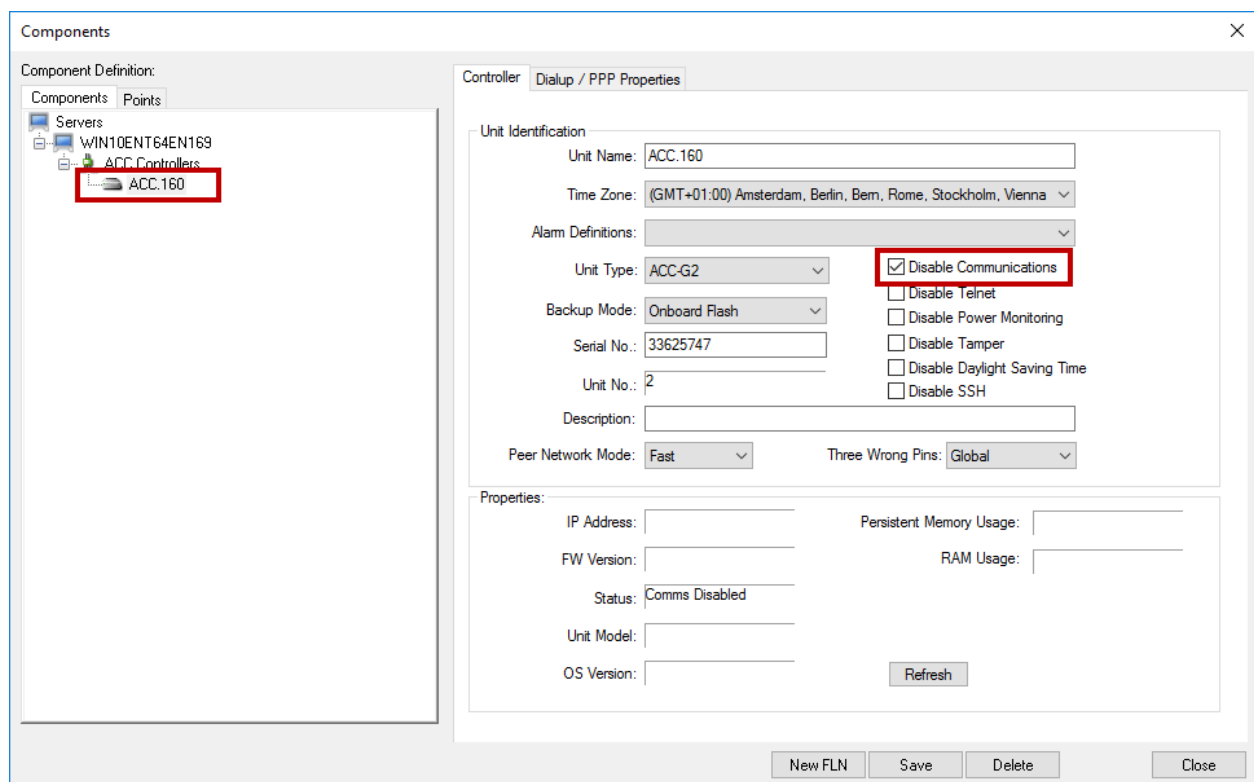 Components
Component Definition:
Components Points
Servers
WIN10ENT64EN169
ACC Controllers
ACC.160
Controller Dialup / PPP Properties
Unit Identification
Unit Name: ACC.160
Time Zone: (GMT+01:00) Amsterdam, Berlin, Bern, Rome, Stockholm, Vienna
Alarm Definitions:
Unit Type: ACC-G2
Disable Communications
Disable Telnet
Backup Mode: Onboard Flash
Disable Power Monitoring
Serial No.: 33625747
Disable Tamper
Disable Daylight Saving Time
Unit No.: 2
Disable SSH
Description:
Peer Network Mode: Fast Three Wrong Pins: Global
Properties:
IP Address: Persistent Memory Usage:
FW Version: RAM Usage:
Status: Comms Disabled
Unit Model:
OS Version: Refresh
New FLN Save Delete Close